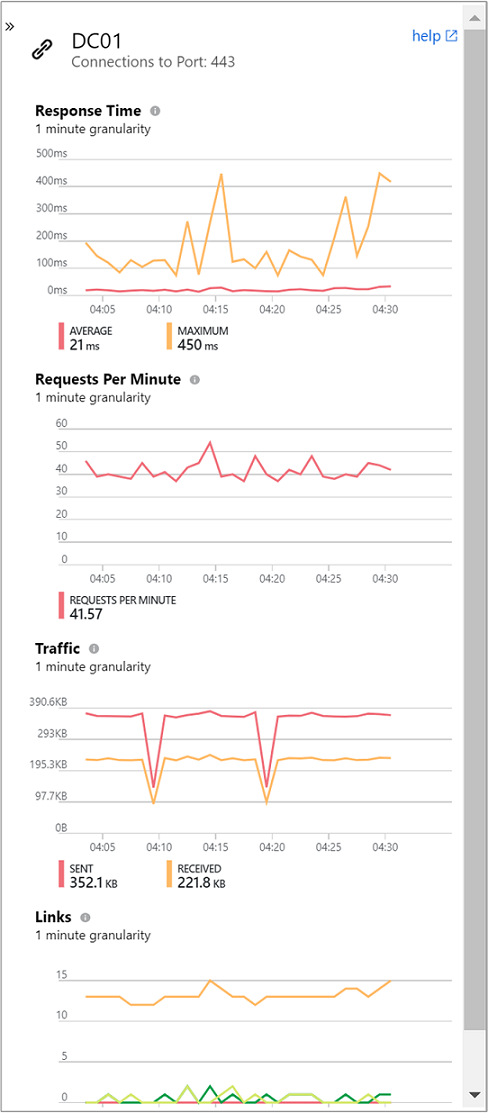 »
DC01
help
Connections to Port: 443
Response Time
1 minute granularity
500ms
400ms
300ms
200ms
100ms
0ms
04:05 04:10 04:15 04:20 04:25 04:30
AVERAGE MAXIMUM
21 ms 450 ms
Requests Per Minute
1 minute granularity
60
50
40
30
20
10
0
04:05 04:10 04:15 04:20 04:25 04:30
REQUESTS PER MINUTE
41.57
Traffic
1 minute granularity
390.6KB
293KB
195.3KB
97.7KB
0B
04:05 04:10 04:15 04:20 04:25 04:30
SENT RECEIVED
352.1 KB 221.8 KB
Links
1 minute granularity
15
10
5
0